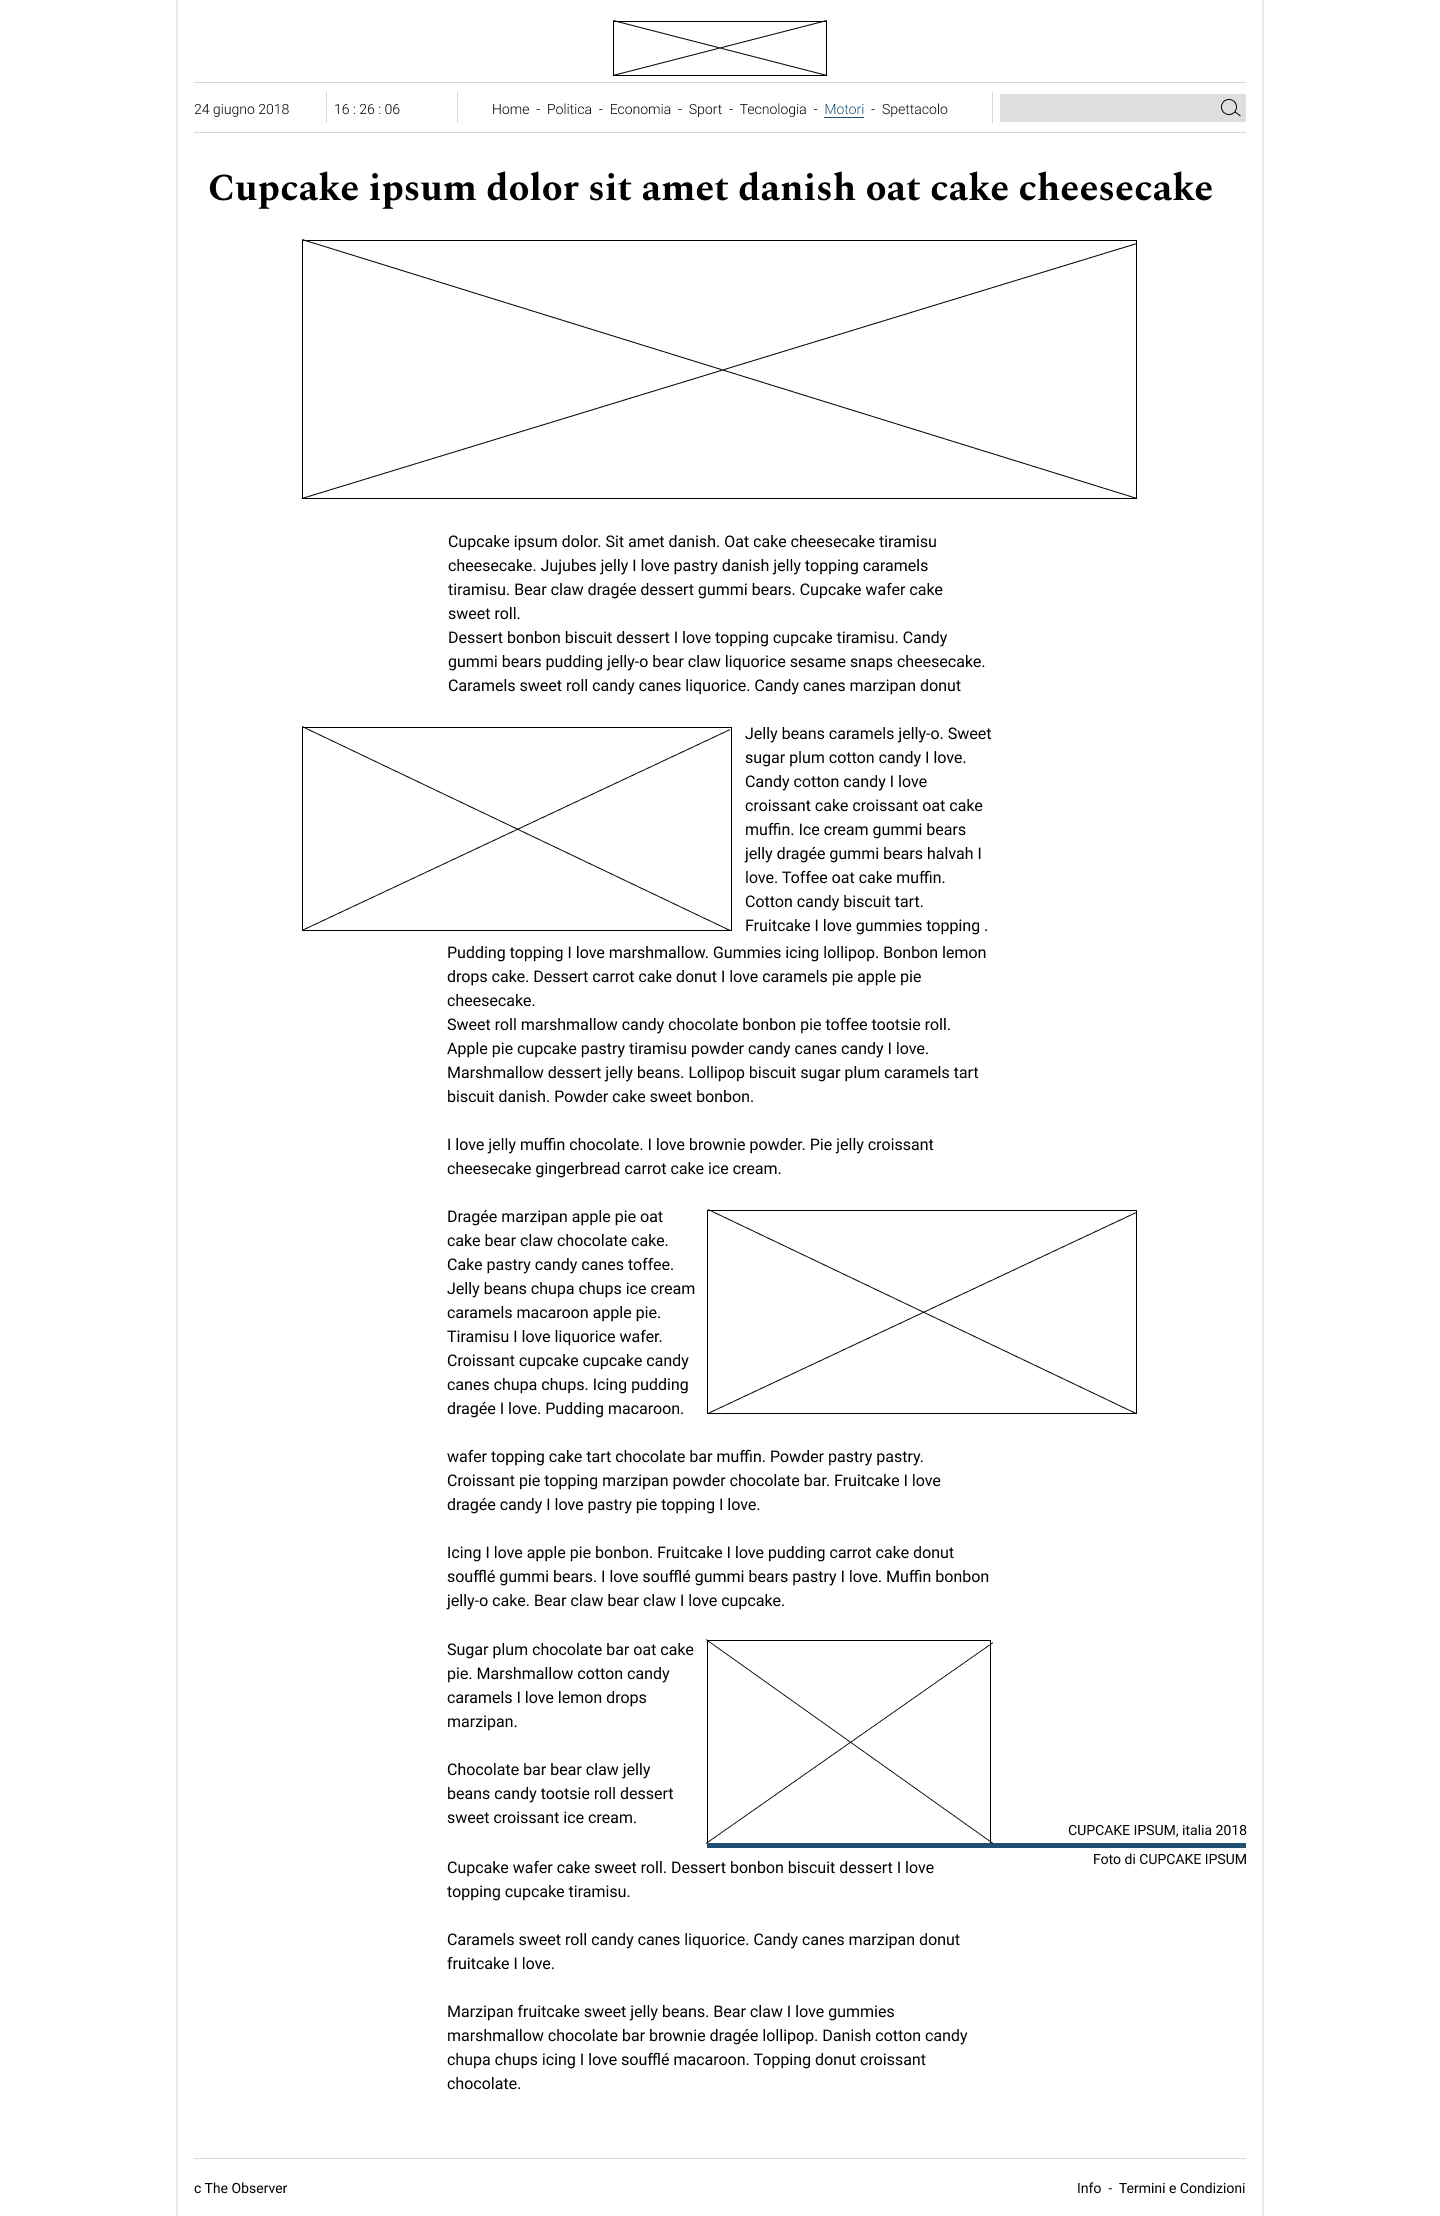 24 giugno 2018
16 : 26 : 06
Home - Politica - Economia - Sport - Tecnologia - Motori - Spettacolo
Cupcake ipsum dolor sit amet danish oat cake cheesecake
Cupcake ipsum dolor. Sit amet danish. Oat cake cheesecake tiramisu
cheesecake. Jujubes jelly I love pastry danish jelly topping caramels
tiramisu. Bear claw dragée dessert gummi bears. Cupcake wafer cake
sweet roll.
Dessert bonbon biscuit dessert I love topping cupcake tiramisu. Candy
gummi bears pudding jelly-o bear claw liquorice sesame snaps cheesecake.
Caramels sweet roll candy canes liquorice. Candy canes marzipan donut
Jelly beans caramels jelly-o. Sweet
sugar plum cotton candy I love.
Candy cotton candy I love
croissant cake croissant oat cake
muffin. Ice cream gummi bears
jelly dragée gummi bears halvah I
love. Toffee oat cake muffin.
Cotton candy biscuit tart.
Fruitcake I love gummies topping .
Pudding topping I love marshmallow. Gummies icing lollipop. Bonbon lemon
drops cake. Dessert carrot cake donut I love caramels pie apple pie
cheesecake.
Sweet roll marshmallow candy chocolate bonbon pie toffee tootsie roll.
Apple pie cupcake pastry tiramisu powder candy canes candy I love.
Marshmallow dessert jelly beans. Lollipop biscuit sugar plum caramels tart
biscuit danish. Powder cake sweet bonbon.
I love jelly muffin chocolate. I love brownie powder. Pie jelly croissant
cheesecake gingerbread carrot cake ice cream.
Dragée marzipan apple pie oat
cake bear claw chocolate cake.
Cake pastry candy canes toffee.
Jelly beans chupa chups ice cream
caramels macaroon apple pie.
Tiramisu I love liquorice wafer.
Croissant cupcake cupcake candy
canes chupa chups. Icing pudding
dragée I love. Pudding macaroon.
wafer topping cake tart chocolate bar muffin. Powder pastry pastry.
Croissant pie topping marzipan powder chocolate bar. Fruitcake I love
dragée candy I love pastry pie topping I love.
Icing I love apple pie bonbon. Fruitcake I love pudding carrot cake donut
soufflé gummi bears. I love soufflé gummi bears pastry I love. Muffin bonbon
jelly-o cake. Bear claw bear claw I love cupcake.
Sugar plum chocolate bar oat cake
pie. Marshmallow cotton candy
caramels I love lemon drops
marzipan.
Chocolate bar bear claw jelly
beans candy tootsie roll dessert
sweet croissant ice cream.
CUPCAKE IPSUM, italia 2018
Foto di CUPCAKE IPSUM
Cupcake wafer cake sweet roll. Dessert bonbon biscuit dessert I love
topping cupcake tiramisu.
Caramels sweet roll candy canes liquorice. Candy canes marzipan donut
fruitcake I love.
Marzipan fruitcake sweet jelly beans. Bear claw I love gummies
marshmallow chocolate bar brownie dragée lollipop. Danish cotton candy
chupa chups icing I love soufflé macaroon. Topping donut croissant
chocolate.
c The Observer
Info - Termini e Condizioni